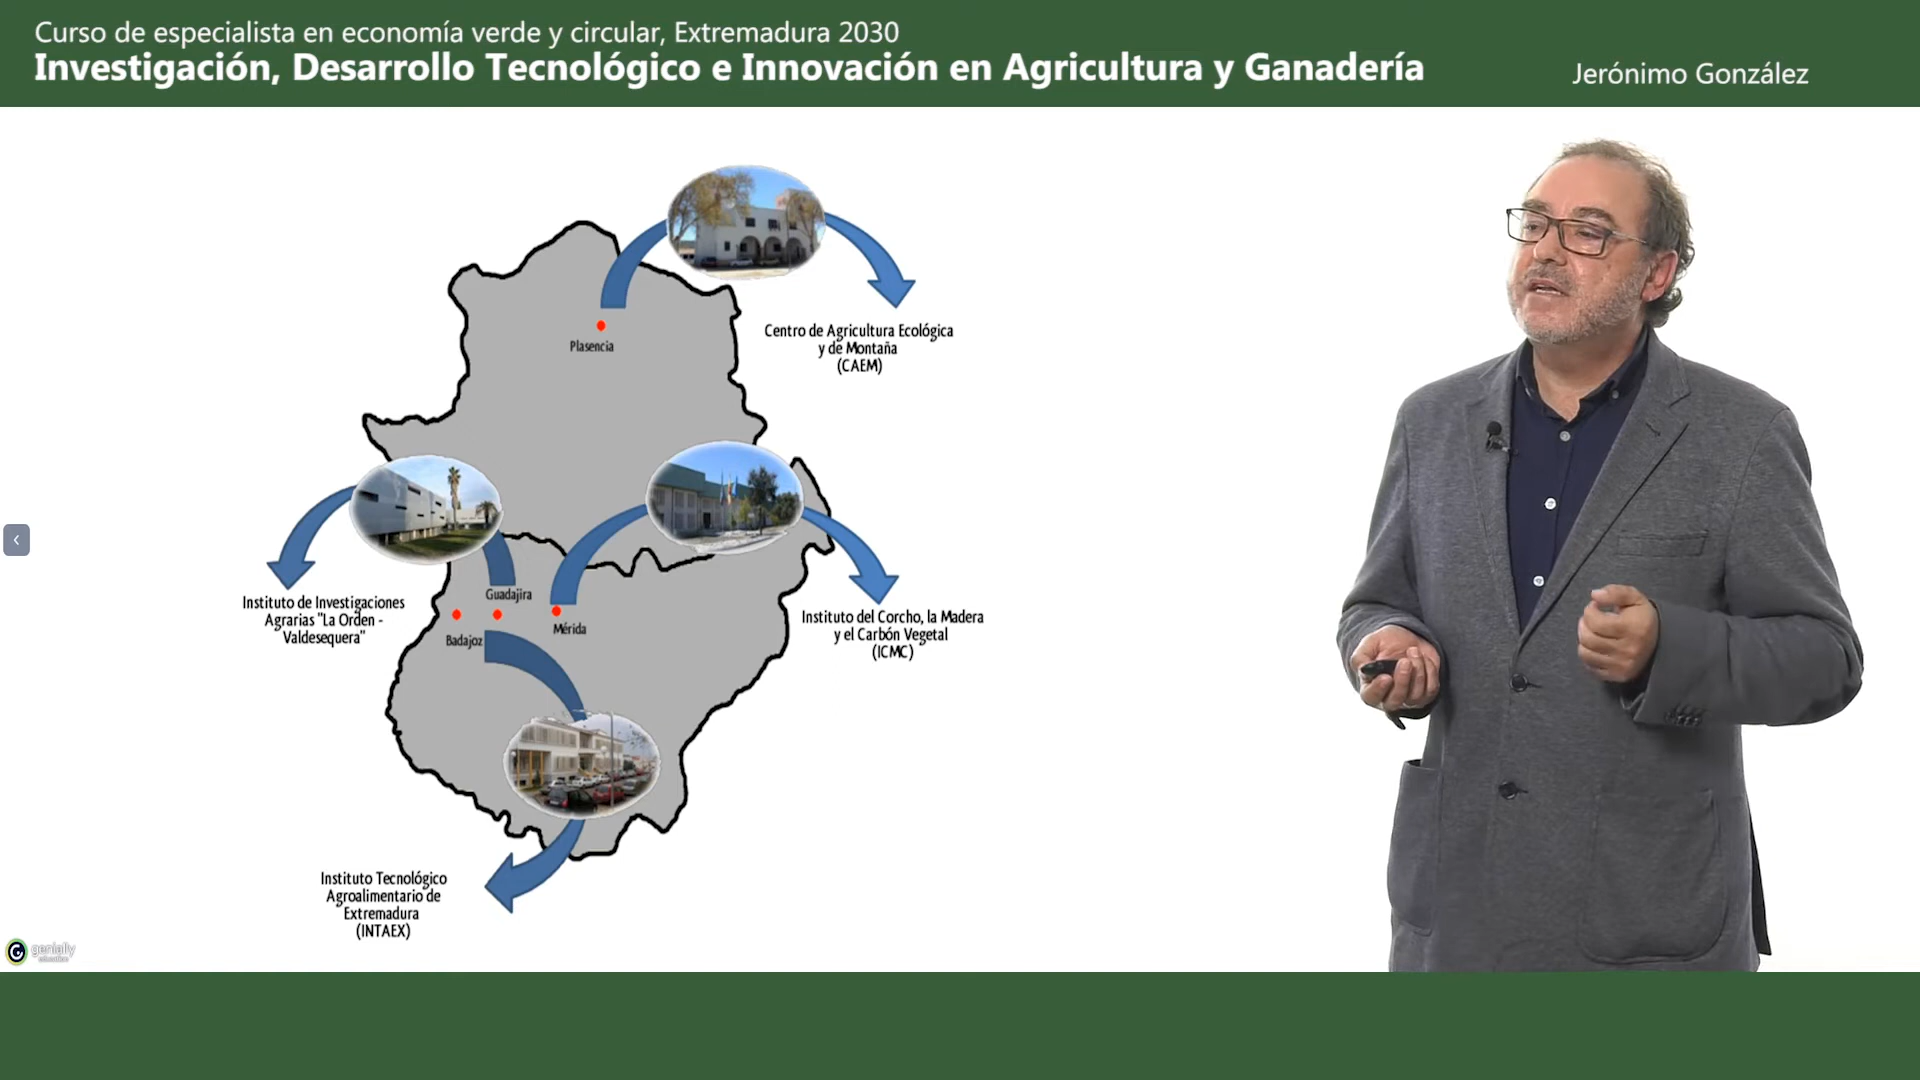 Curso de especialista en economía verde y circular, Extremadura 2030
Investigación, Desarrollo Tecnológico e Innovación en Agricultura y Ganadería
Jerónimo González
Plasencia
Centro de Agricultura Ecológica
y de Montaña
(CAEM)
Guadajira
Instituto de Investigaciones
Agrarias "La Orden -
Valdesequera"
Badajoz
Mérida
Instituto del Corcho, la Madera
y el Carbón Vegetal
(ICMC)
Instituto Tecnológico
Agroalimentario de
Extremadura
(INTAEX)
genially
education